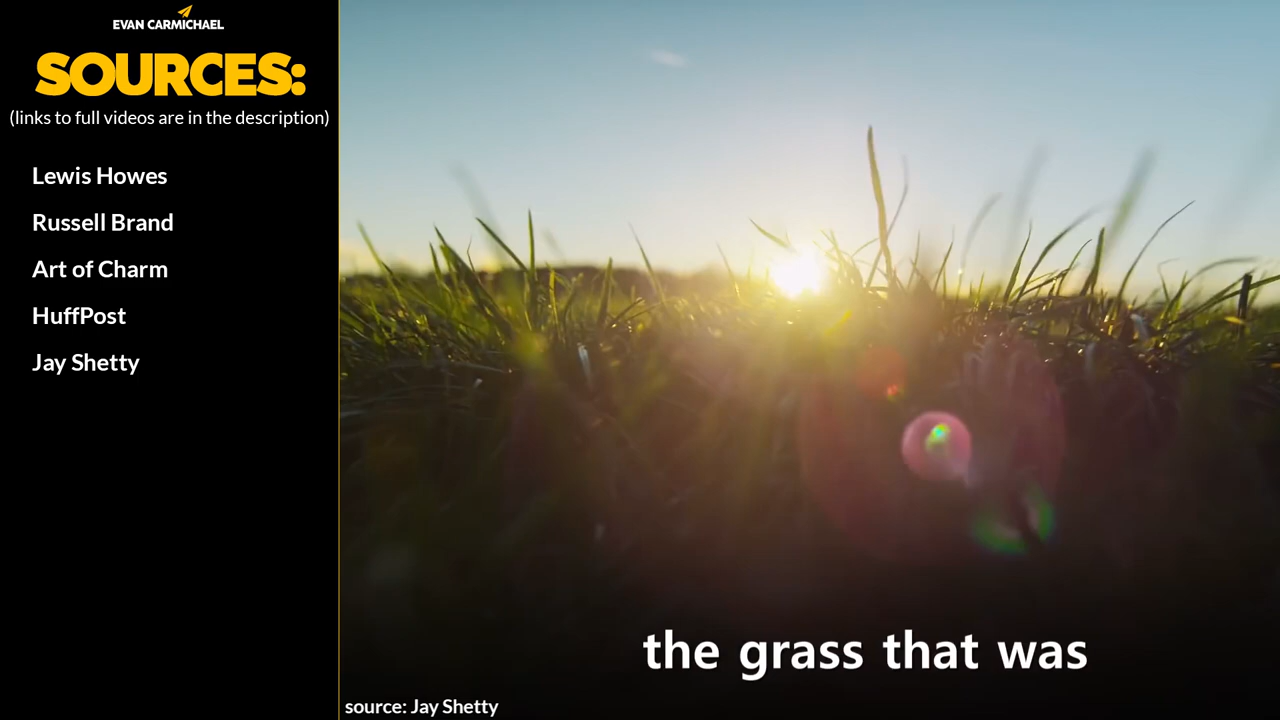 EVAN CARMICHAEL
SOURCES:
(links to full videos are in the description)
Lewis Howes
Russell Brand
Art of Charm
HuffPost
Jay Shetty
the grass that was
source: Jay Shetty